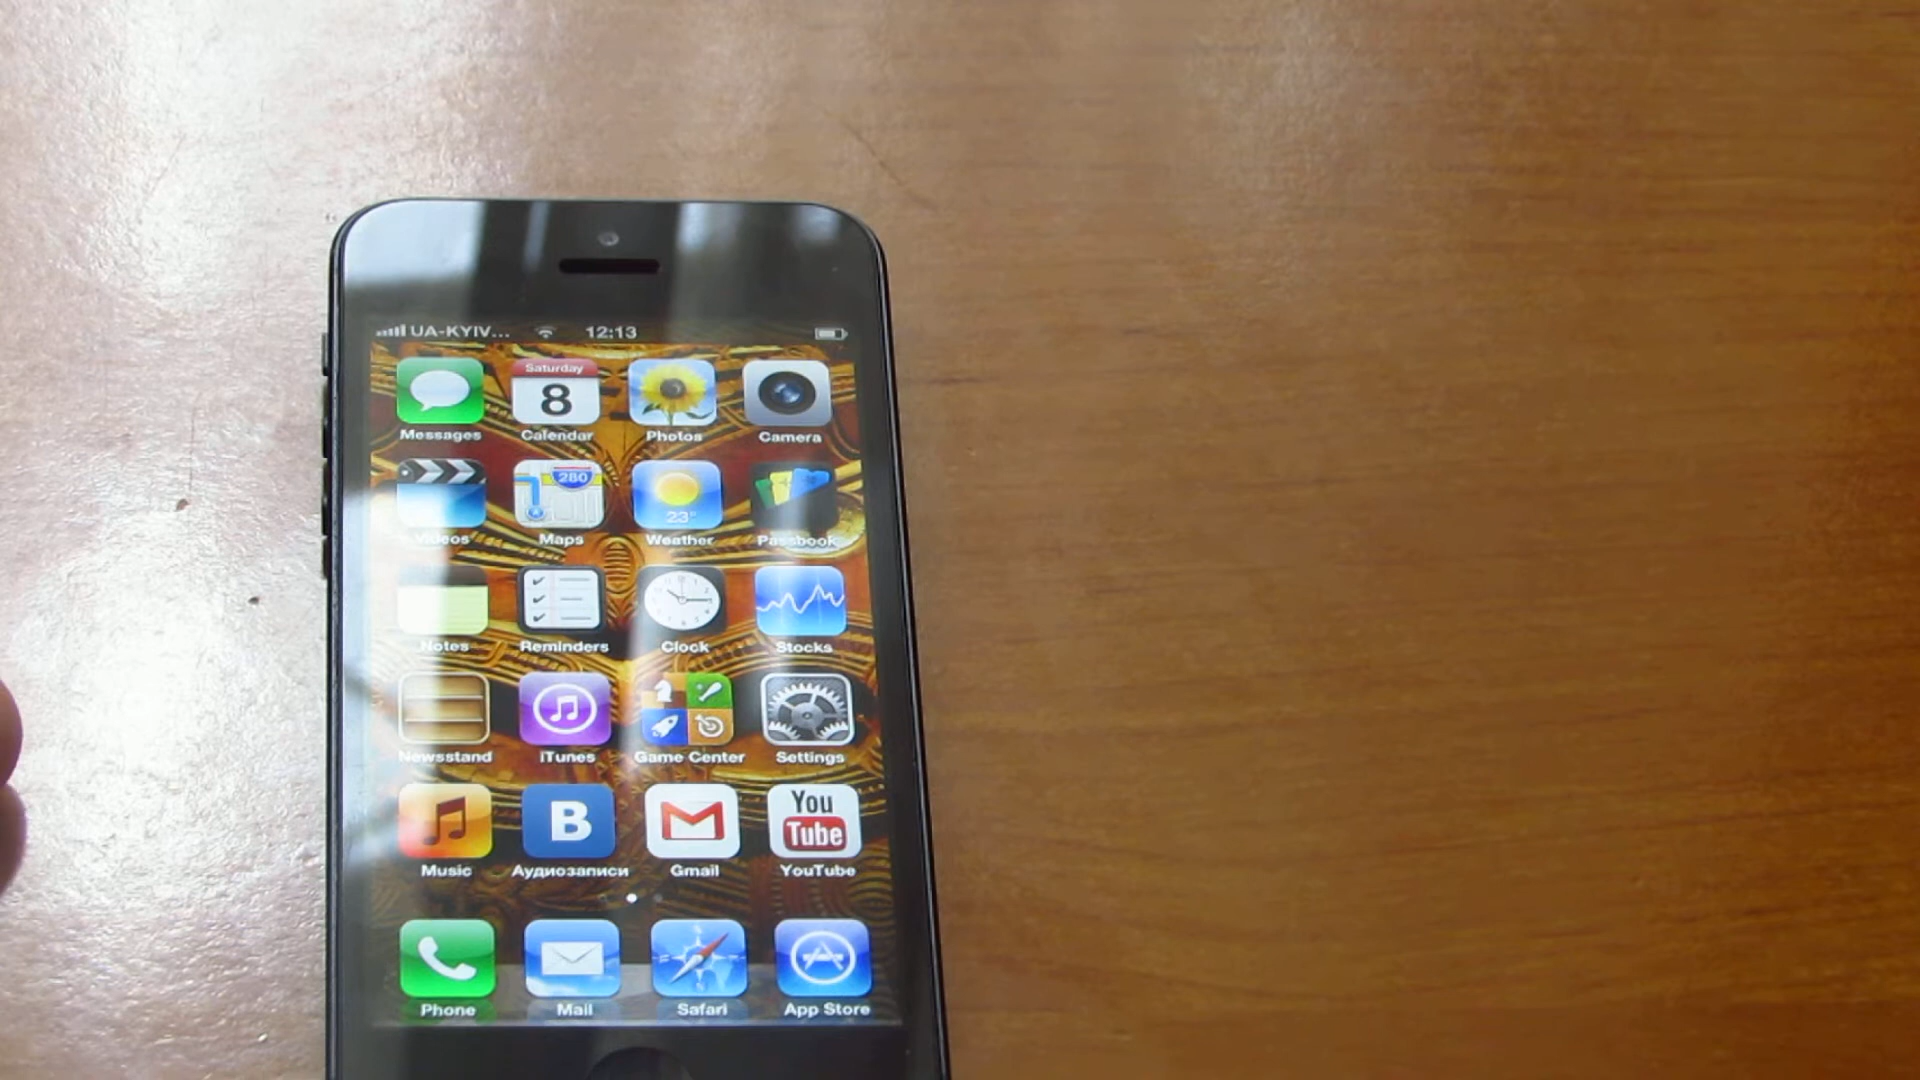 UA-KYIV... 12:13
Saturday
8
Messages Calendar Photos Camera
280
23°
Videos Maps Weather Passbook
Notes Reminders Clock Stocks
Newsstand iTunes Game Center Settings
B
You
Tube
Music Аудиозаписи Gmail YouTube
Phone Mail Safari App Store